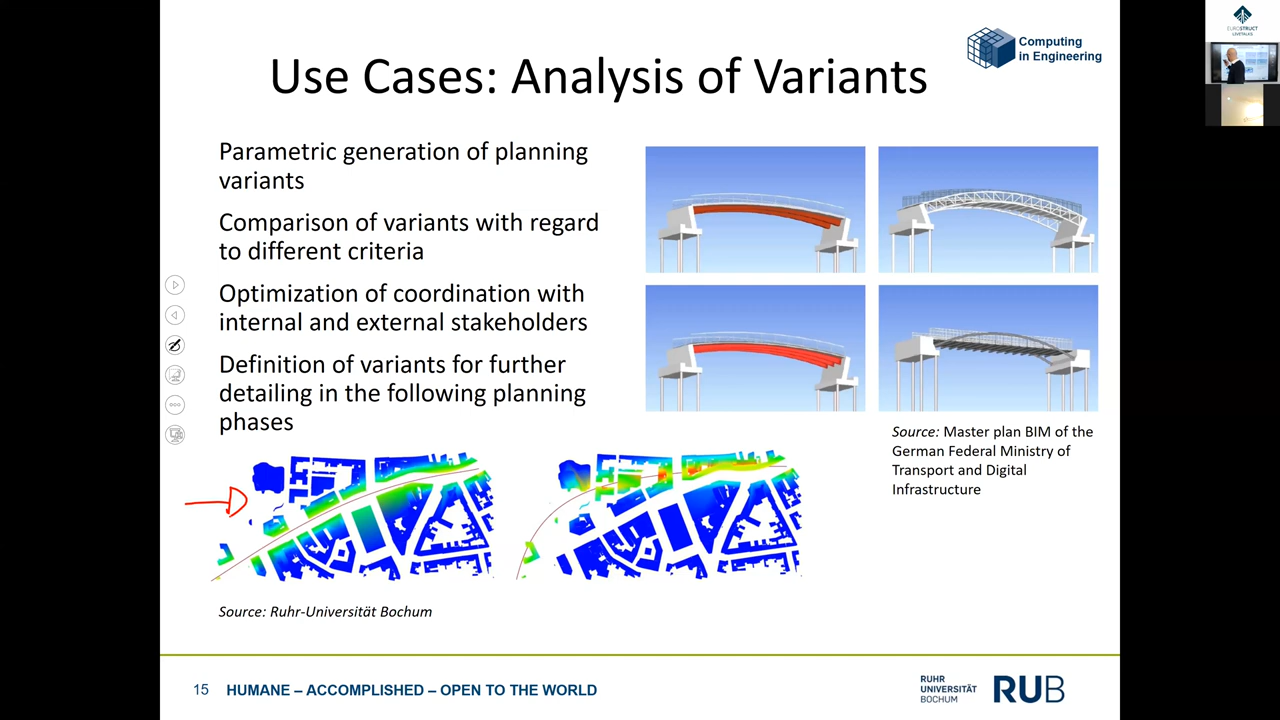 Use Cases: Analysis of Variants
Computing
in Engineering
Parametric generation of planning
variants
Comparison of variants with regard
to different criteria
Optimization of coordination with
internal and external stakeholders
Definition of variants for further
detailing in the following planning
phases
Source: Master plan BIM of the
German Federal Ministry of
Transport and Digital
Infrastructure
Source: Ruhr-Universität Bochum
15 HUMANE – ACCOMPLISHED – OPEN TO THE WORLD
RUHR
UNIVERSITÄT
BOCHUM
RUB
EUROSTRUCT
LIVETALKS